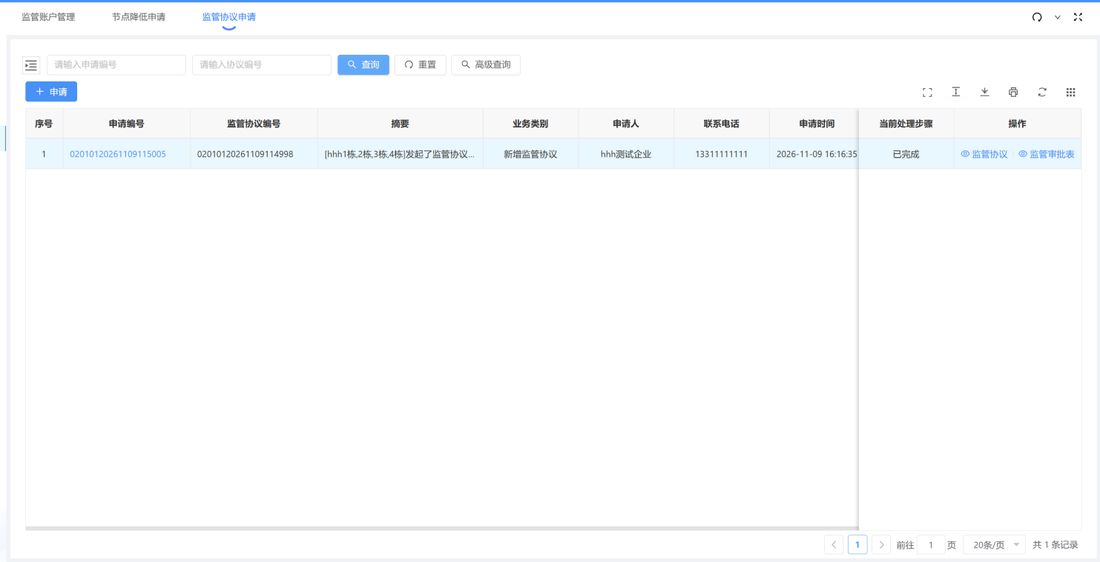 监管账户管理 节点降低申请 监管协议申请
请输入申请编号 请输入协议编号 查询 重置 高级查询
申请
序号 申请编号 监管协议编号 摘要 业务类别 申请人 联系电话 申请时间 当前处理步骤 操作
1 02010120261109115005 02010120261109114998 [hhh1栋,2栋,3栋,4栋]发起了监管协议... 新增监管协议 hhh测试企业 13311111111 2026-11-09 16:16:35 已完成 监管协议 监管审批表
1 前往 1 页 20条/页 共 1 条记录